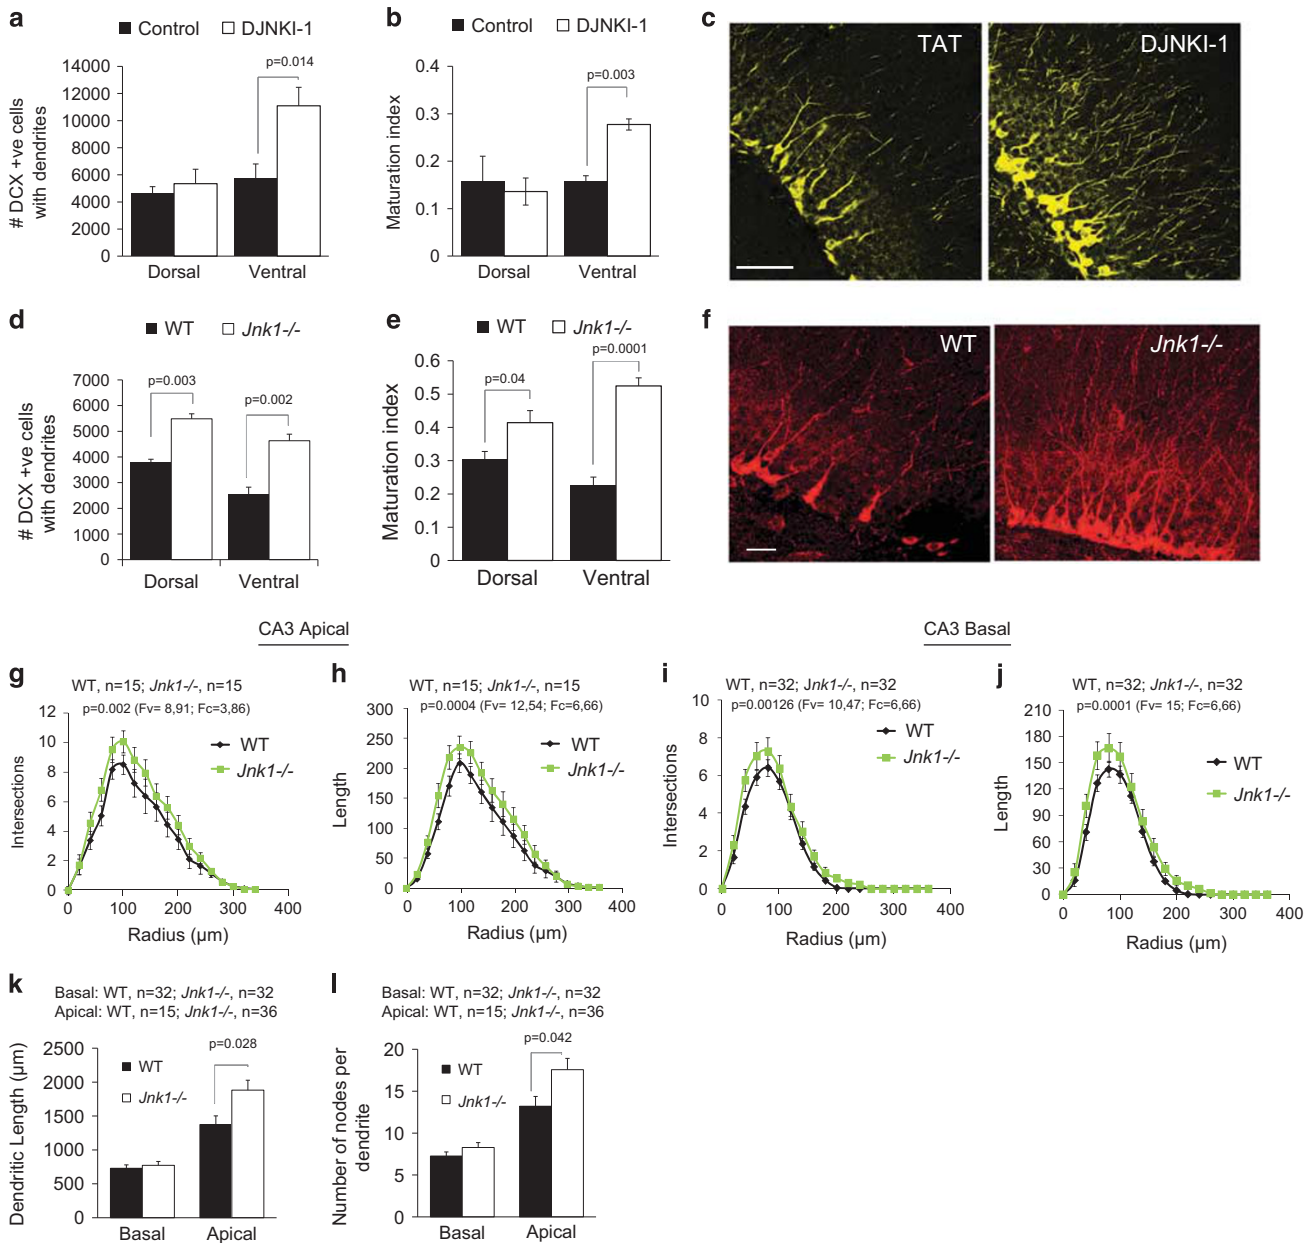 a
■ Control □ DJNKI-1
p=0.014
# DCX +ve cells
with dendrites
14000
12000
10000
8000
6000
4000
2000
0
Dorsal Ventral
b
■ Control □ DJNKI-1
p=0.003
Maturation index
0.4
0.3
0.2
0.1
0
Dorsal Ventral
c
TAT
DJNKI-1
d
■ WT □ Jnk1-/-
p=0.003
p=0.002
# DCX +ve cells
with dendrites
7000
6000
5000
4000
3000
2000
1000
0
Dorsal Ventral
e
■ WT □ Jnk1-/-
p=0.04
p=0.0001
Maturation index
0.6
0.5
0.4
0.3
0.2
0.1
0
Dorsal Ventral
f
WT
Jnk1-/-
CA3 Apical
CA3 Basal
g
WT, n=15; Jnk1-/-, n=15
p=0.002 (Fv= 8,91; Fc=3,86)
WT
Jnk1-/-
Intersections
12
10
8
6
4
2
0
0 100 200 300 400
Radius (µm)
h
WT, n=15; Jnk1-/-, n=15
p=0.0004 (Fv= 12,54; Fc=6,66)
WT
Jnk1-/-
Length
300
250
200
150
100
50
0
0 100 200 300 400
Radius (µm)
i
WT, n=32; Jnk1-/-, n=32
p=0.00126 (Fv= 10,47; Fc=6,66)
WT
Jnk1-/-
Intersections
10
8
6
4
2
0
0 100 200 300 400
Radius (µm)
j
WT, n=32; Jnk1-/-, n=32
p=0.0001 (Fv= 15; Fc=6,66)
WT
Jnk1-/-
Length
210
180
150
120
90
60
30
0
0 100 200 300 400
Radius (µm)
k
Basal: WT, n=32; Jnk1-/-, n=32
Apical: WT, n=15; Jnk1-/-, n=36
p=0.028
■ WT
□ Jnk1-/-
Dendritic Length (µm)
2500
2000
1500
1000
500
0
Basal Apical
l
Basal: WT, n=32; Jnk1-/-, n=32
Apical: WT, n=15; Jnk1-/-, n=36
p=0.042
■ WT
□ Jnk1-/-
Number of nodes per
dendrite
20
15
10
5
0
Basal Apical